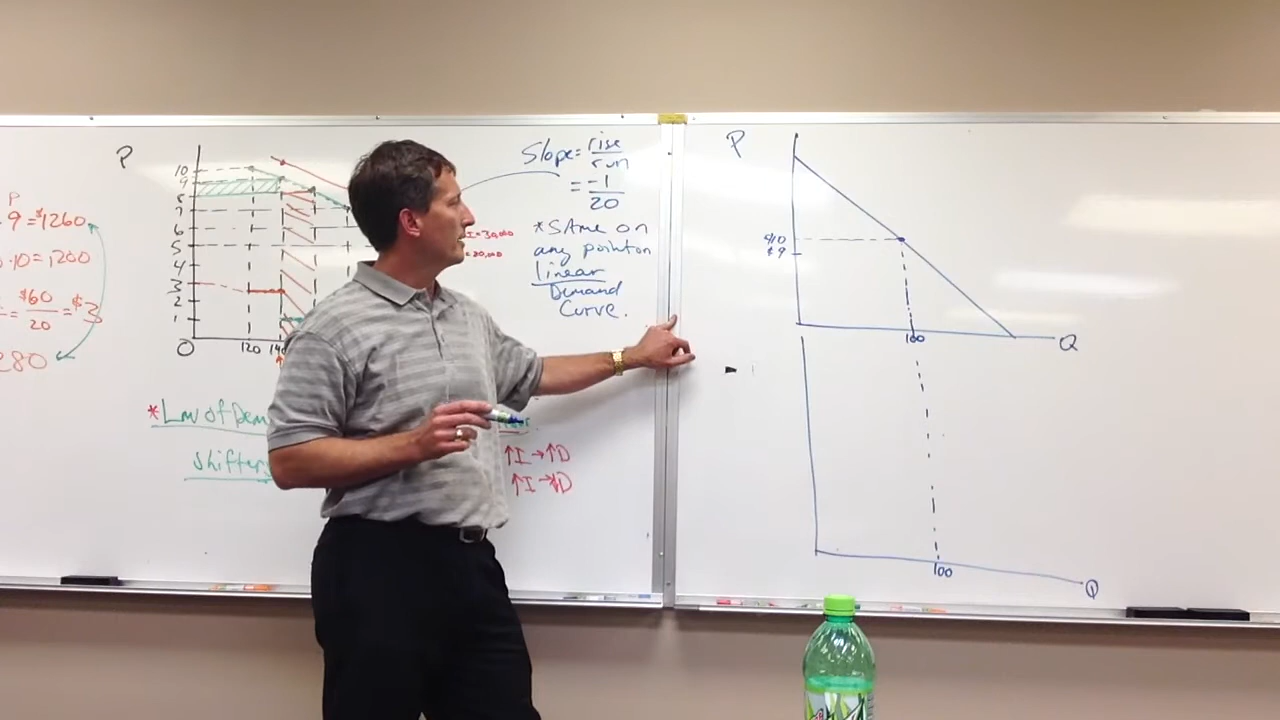 P
9 = $1260
10 = 1200
$60
20
= $3
280
P
10
9
8
7
6
5
4
3
2
1
O
120
140
I = 30,000
= 20,000
Slope = rise
run
= -1
20
*SAme on
any point on
linear
Demand
Curve.
*Law of Dem
Shifters
↑I → ↑D
↑I → ↓D
P
$10
$9
100
Q
100
Q